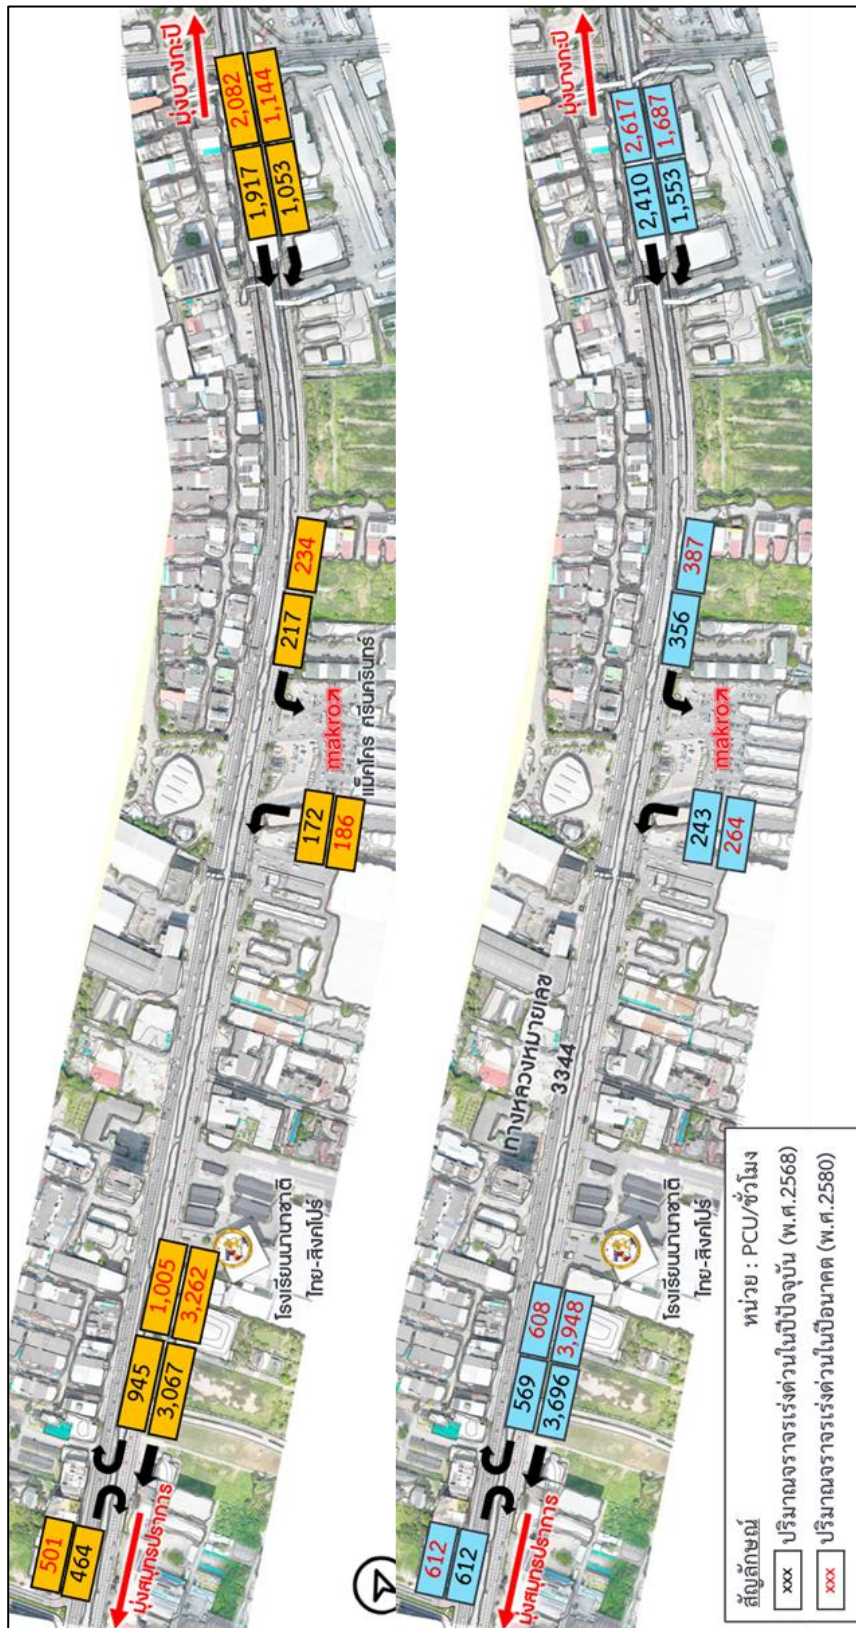 มุ่งสมุทรปราการ
501
464
945
1,005
3,067
3,262
โรงเรียนนานาชาติ
ไทย-สิงคโปร์
172
186
217
234
makro
แม็คโคร ศรีนครินทร์
1,917
2,082
1,053
1,144
มุ่งบางกะปิ
มุ่งสมุทรปราการ
612
612
569
608
3,696
3,948
โรงเรียนนานาชาติ
ไทย-สิงคโปร์
ทางหลวงหมายเลข
3344
243
264
356
387
makro
2,410
2,617
1,553
1,687
มุ่งบางกะปิ
สัญลักษณ์ หน่วย : PCU/ชั่วโมง
xxx ปริมาณจราจรเร่งด่วนในปีปัจจุบัน (พ.ศ.2568)
xxx ปริมาณจราจรเร่งด่วนในปีอนาคต (พ.ศ.2580)